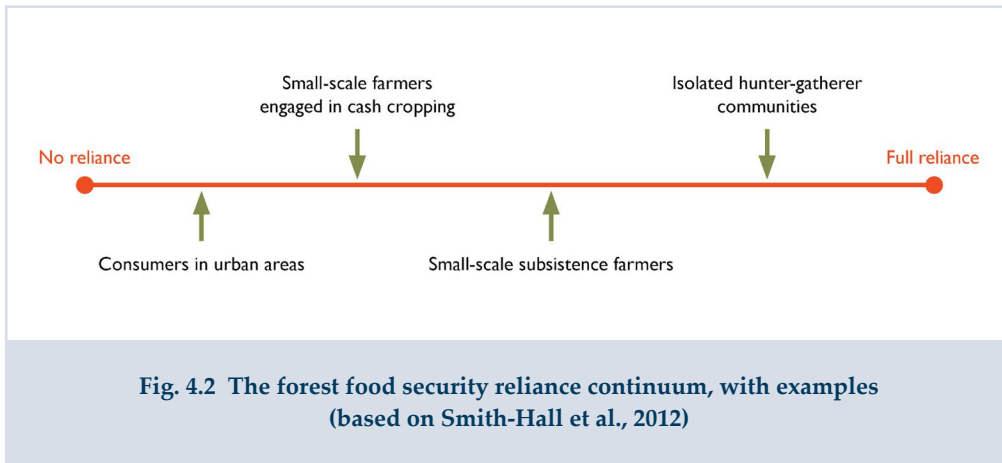 Small-scale farmers
engaged in cash cropping
Isolated hunter-gatherer
communities
No reliance
Full reliance
Consumers in urban areas
Small-scale subsistence farmers
Fig. 4.2 The forest food security reliance continuum, with examples
(based on Smith-Hall et al., 2012)